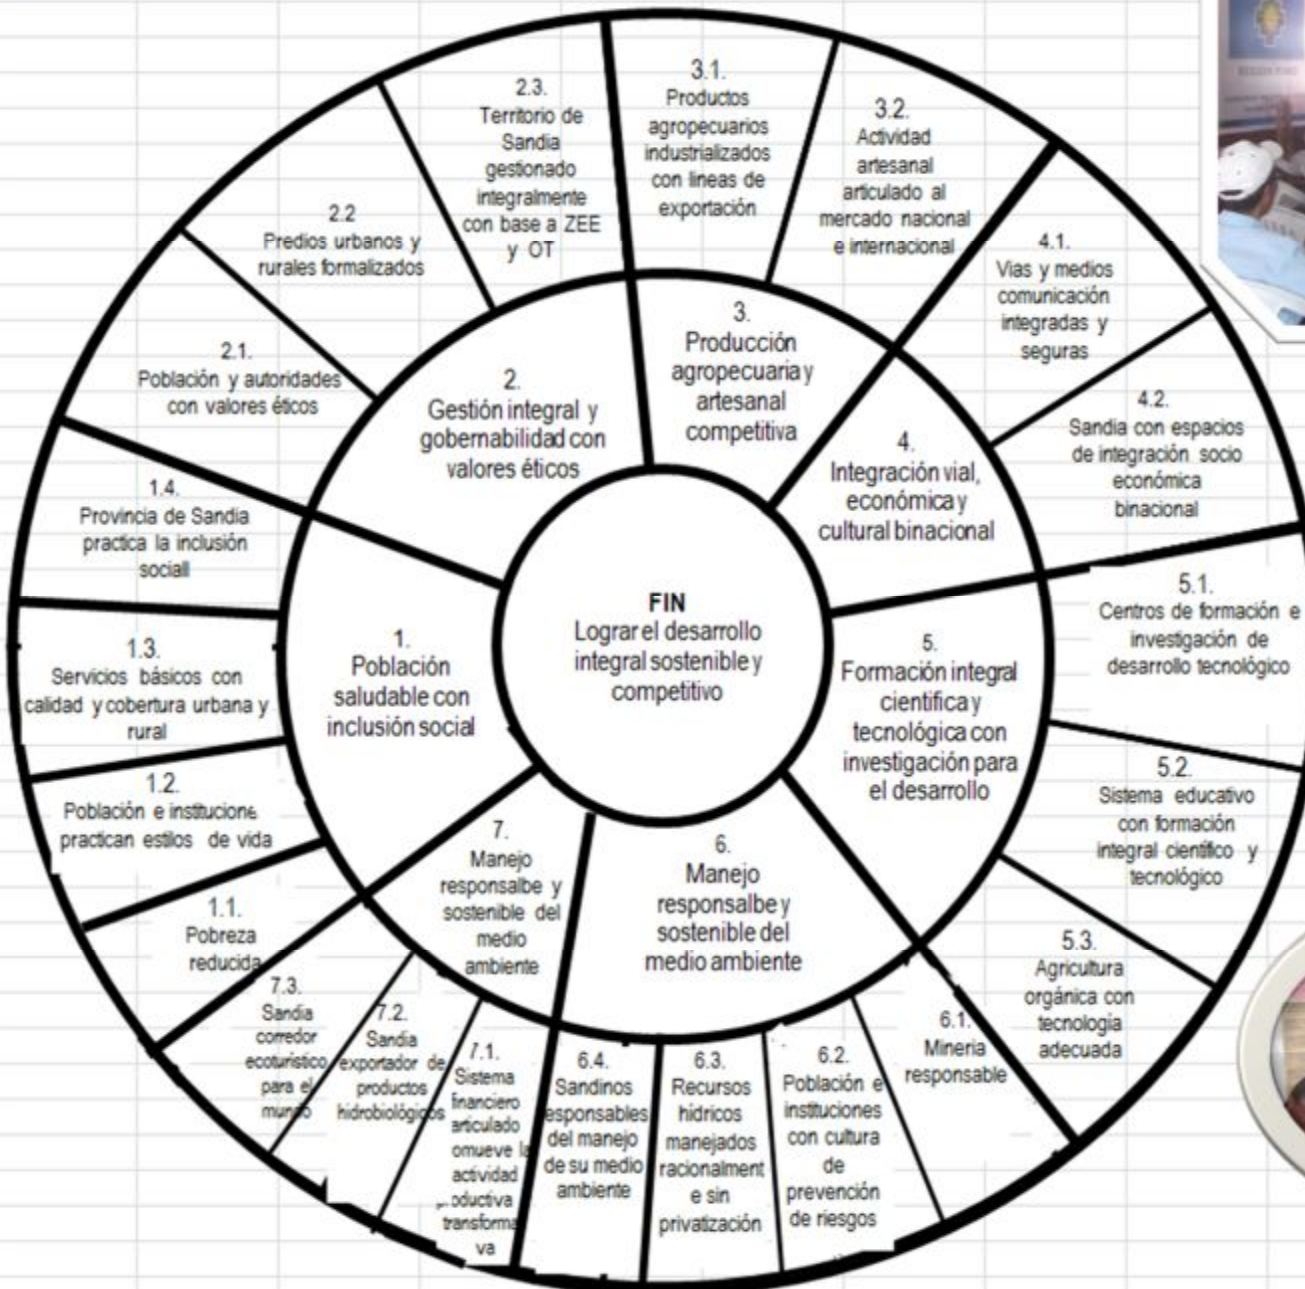 FIN
Lograr el desarrollo
integral sostenible y
competitivo
1.
Población
saludable con
inclusión social
1.1.
Pobreza
reducida
1.2.
Población e institucione
practican estilos de vida
1.3.
Servicios básicos con
calidad y cobertura urbana y
rural
1.4.
Provincia de Sandia
practica la inclusión
sociall
2.
Gestión integral y
gobernabilidad con
valores éticos
2.1.
Población y autoridades
con valores éticos
2.2
Predios urbanos y
rurales formalizados
2.3.
Territorio de
Sandia
gestionado
integralmente
con base a ZEE
y OT
3.
Producción
agropecuaria y
artesanal
competitiva
3.1.
Productos
agropecuarios
industrializados
con lineas de
exportación
3.2.
Actividad
artesanal
articulado al
mercado nacional
e internacional
4.
Integración vial,
económica y
cultural binacional
4.1.
Vias y medios
comunicación
integradas y
seguras
4.2.
Sandia con espacios
de integración socio
económica
binacional
5.
Formación integral
cientifica y
tecnológica con
investigación para
el desarrollo
5.1.
Centros de formación e
investigación de
desarrollo tecnológico
5.2.
Sistema educativo
con formación
integral científico y
tecnológico
5.3.
Agricultura
orgánica con
tecnologia
adecuada
6.
Manejo
responsalbe y
sostenible del
medio ambiente
6.1.
Mineria
responsable
6.2.
Población e
instituciones
con cultura
de
prevención
de riesgos
6.3.
Recursos
hídricos
manejados
racionalment
e sin
privatización
6.4.
Sandinos
esponsables
del manejo
de su medio
ambiente
7.
Manejo
responsalbe y
sostenible del
medio
ambiente
7.1.
Sistema
financiero
articulado
omueve la
actividad
oductiva
transforma
va
7.2.
Sandia
exportador de
productos
hidrobiológicos
7.3.
Sandia
corredor
ecoturístico
para el
mundo